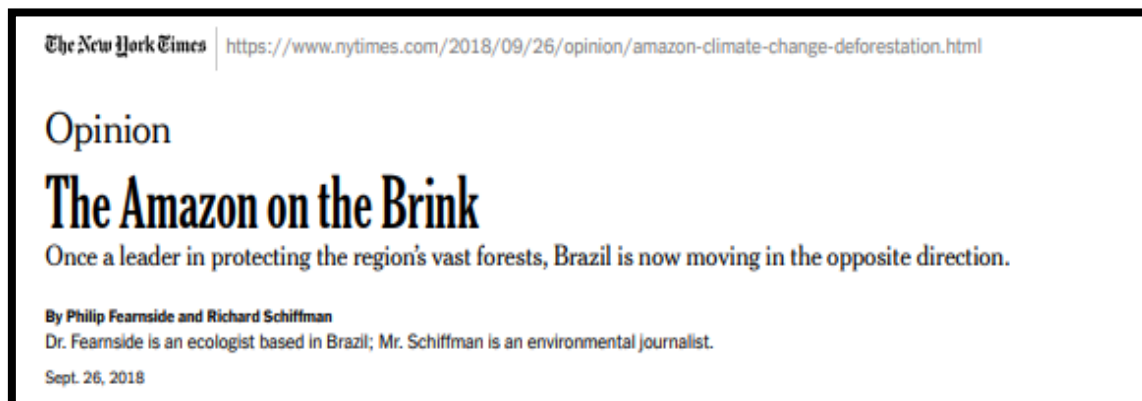 The New York Times | https://www.nytimes.com/2018/09/26/opinion/amazon-climate-change-deforestation.html
Opinion
The Amazon on the Brink
Once a leader in protecting the region's vast forests, Brazil is now moving in the opposite direction.
By Philip Fearnside and Richard Schiffman
Dr. Fearnside is an ecologist based in Brazil; Mr. Schiffman is an environmental journalist.
Sept. 26, 2018